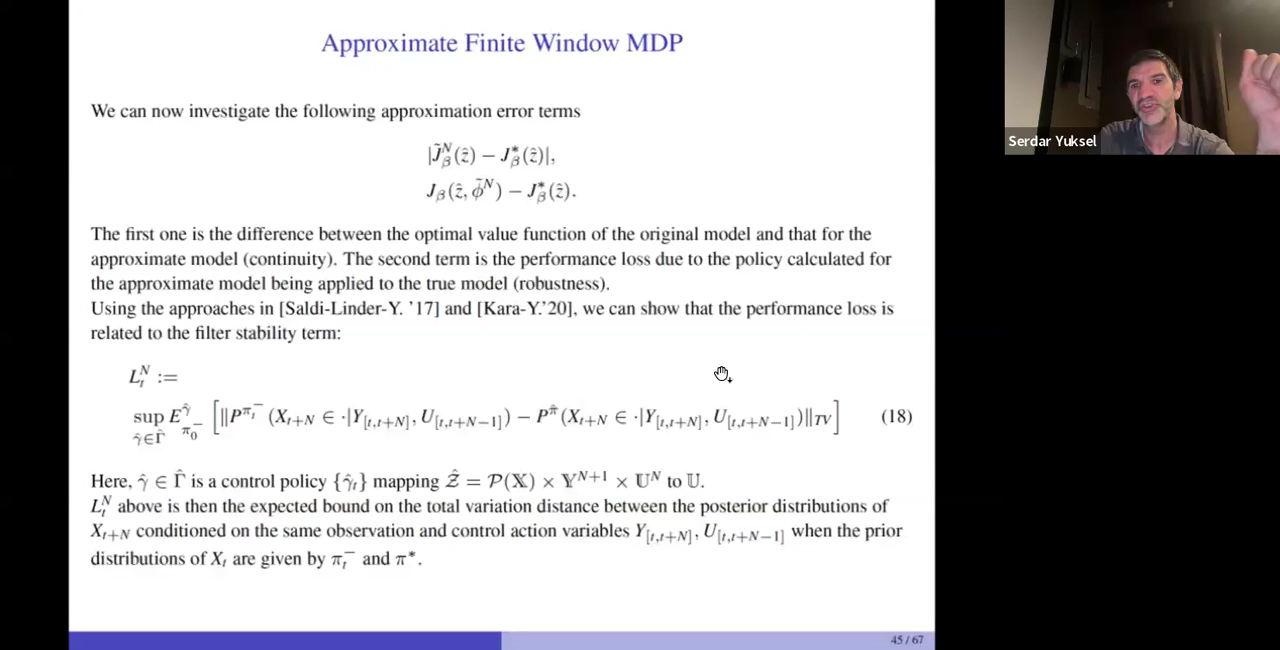 Approximate Finite Window MDP
We can now investigate the following approximation error terms
|J̃_β^N(ẑ) − J_β^*(ẑ)|,
J_β(ẑ, φ̃^N) − J_β^*(ẑ).
The first one is the difference between the optimal value function of the original model and that for the
approximate model (continuity). The second term is the performance loss due to the policy calculated for
the approximate model being applied to the true model (robustness).
Using the approaches in [Saldi-Linder-Y. '17] and [Kara-Y.'20], we can show that the performance loss is
related to the filter stability term:
L_t^N :=
sup_{γ̂∈Γ̂} E_{π_0^-}^{γ̂} [‖P^{π_t^-}(X_{t+N} ∈ ·|Y_{[t,t+N]}, U_{[t,t+N−1]}) − P^{π̂}(X_{t+N} ∈ ·|Y_{[t,t+N]}, U_{[t,t+N−1]})‖_{TV}] (18)
Here, γ̂ ∈ Γ̂ is a control policy {γ̂_t} mapping Ẑ = P(𝕏) × 𝕐^{N+1} × 𝕌^N to 𝕌.
L_t^N above is then the expected bound on the total variation distance between the posterior distributions of
X_{t+N} conditioned on the same observation and control action variables Y_{[t,t+N]}, U_{[t,t+N−1]} when the prior
distributions of X_t are given by π_t^- and π^*.
45 / 67
Serdar Yuksel